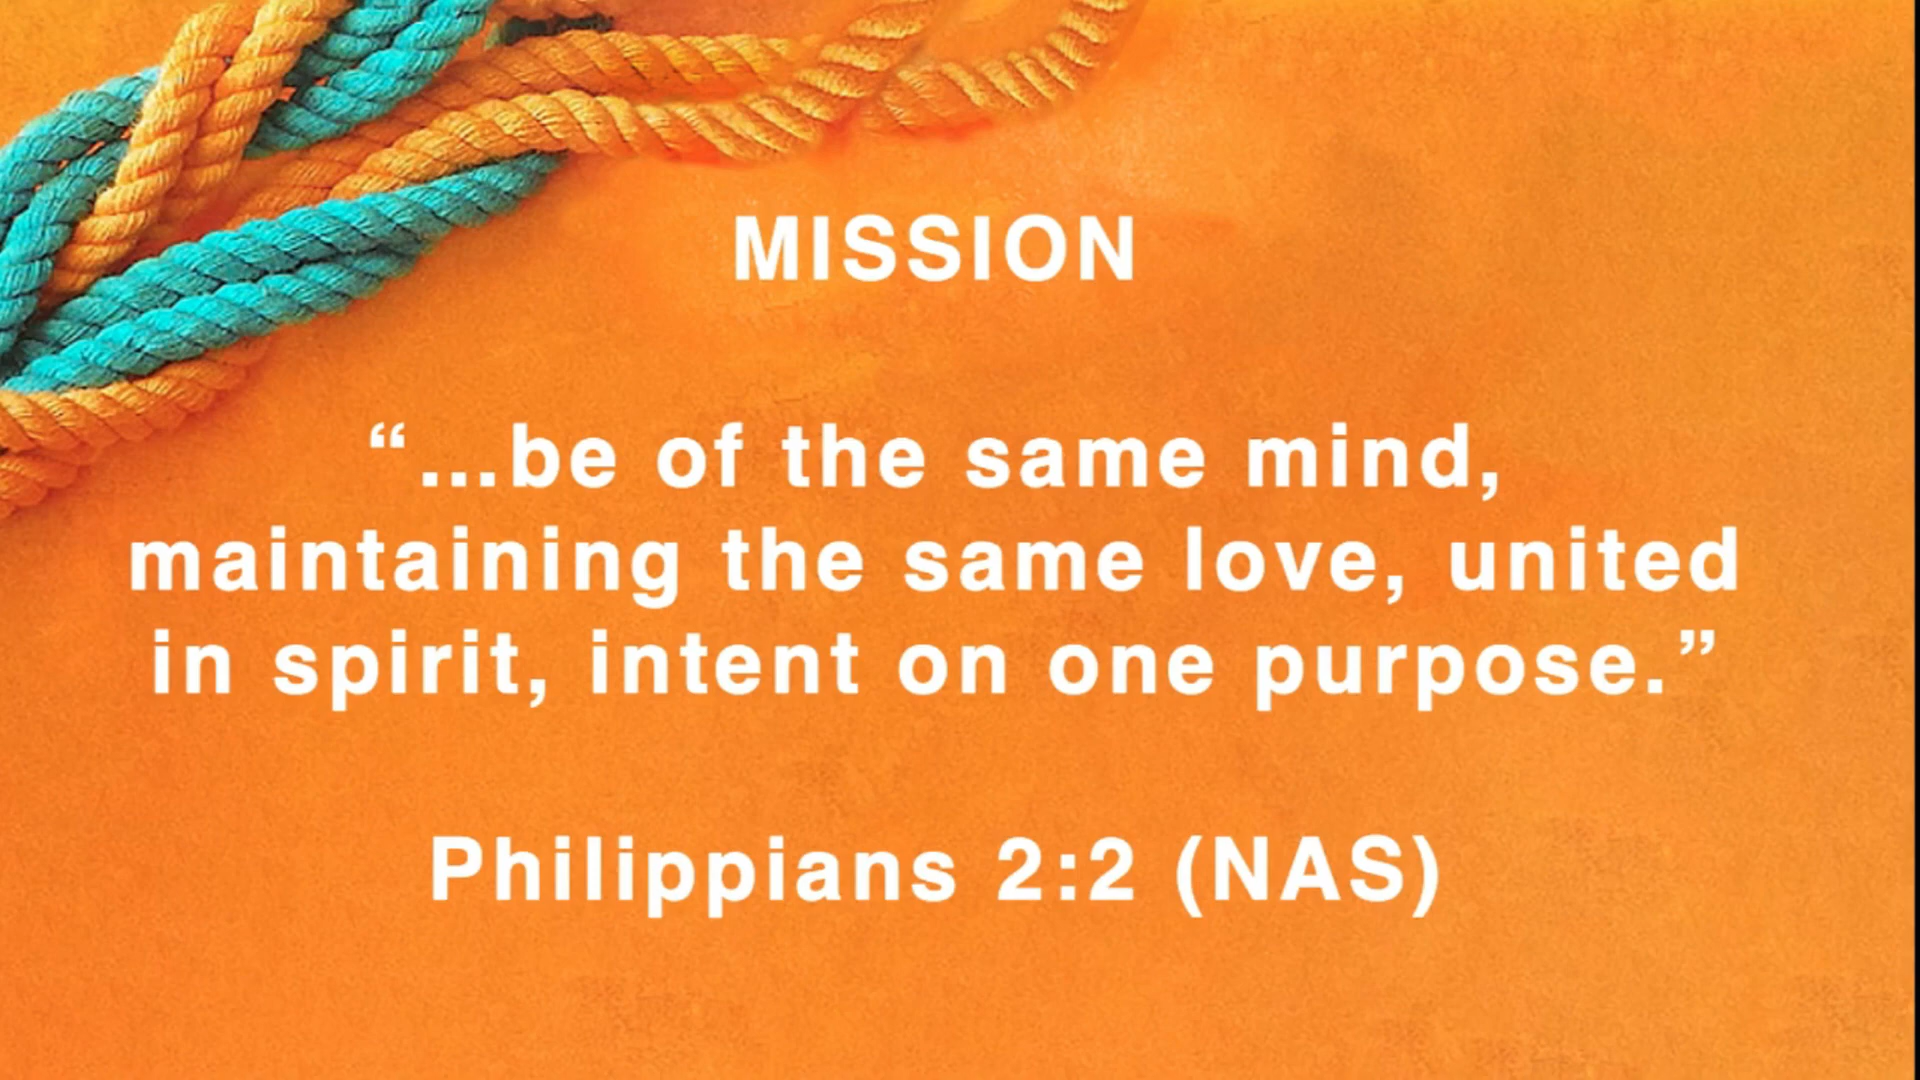 MISSION
“...be of the same mind,
maintaining the same love, united
in spirit, intent on one purpose.”
Philippians 2:2 (NAS)